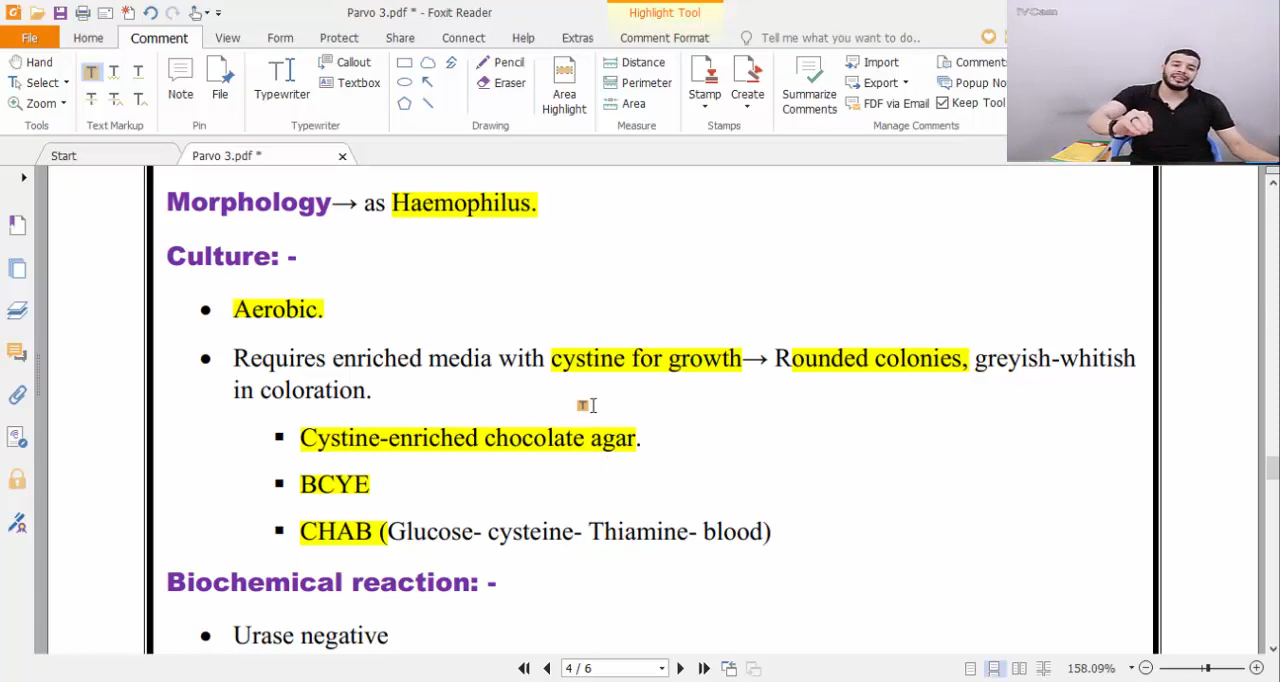 Parvo 3.pdf * - Foxit Reader
Highlight Tool
iVCam
File Home Comment View Form Protect Share Connect Help Extras Comment Format Tell me what you want to do..
Hand
Select
Zoom
Tools
T T T
T T T
Text Markup
Note
File
Pin
Typewriter
Callout
Textbox
Typewriter
Pencil
Eraser
Drawing
Area Highlight
Distance
Perimeter
Area
Measure
Stamp
Create
Stamps
Summarize Comments
Import
Export
FDF via Email
Comment
Popup No
Keep Tool
Manage Comments
Start
Parvo 3.pdf *
Morphology→ as Haemophilus.
Culture: -
• Aerobic.
• Requires enriched media with cystine for growth→ Rounded colonies, greyish-whitish
in coloration.
▪ Cystine-enriched chocolate agar.
▪ BCYE
▪ CHAB (Glucose- cysteine- Thiamine- blood)
Biochemical reaction: -
• Urase negative
4 / 6
158.09%